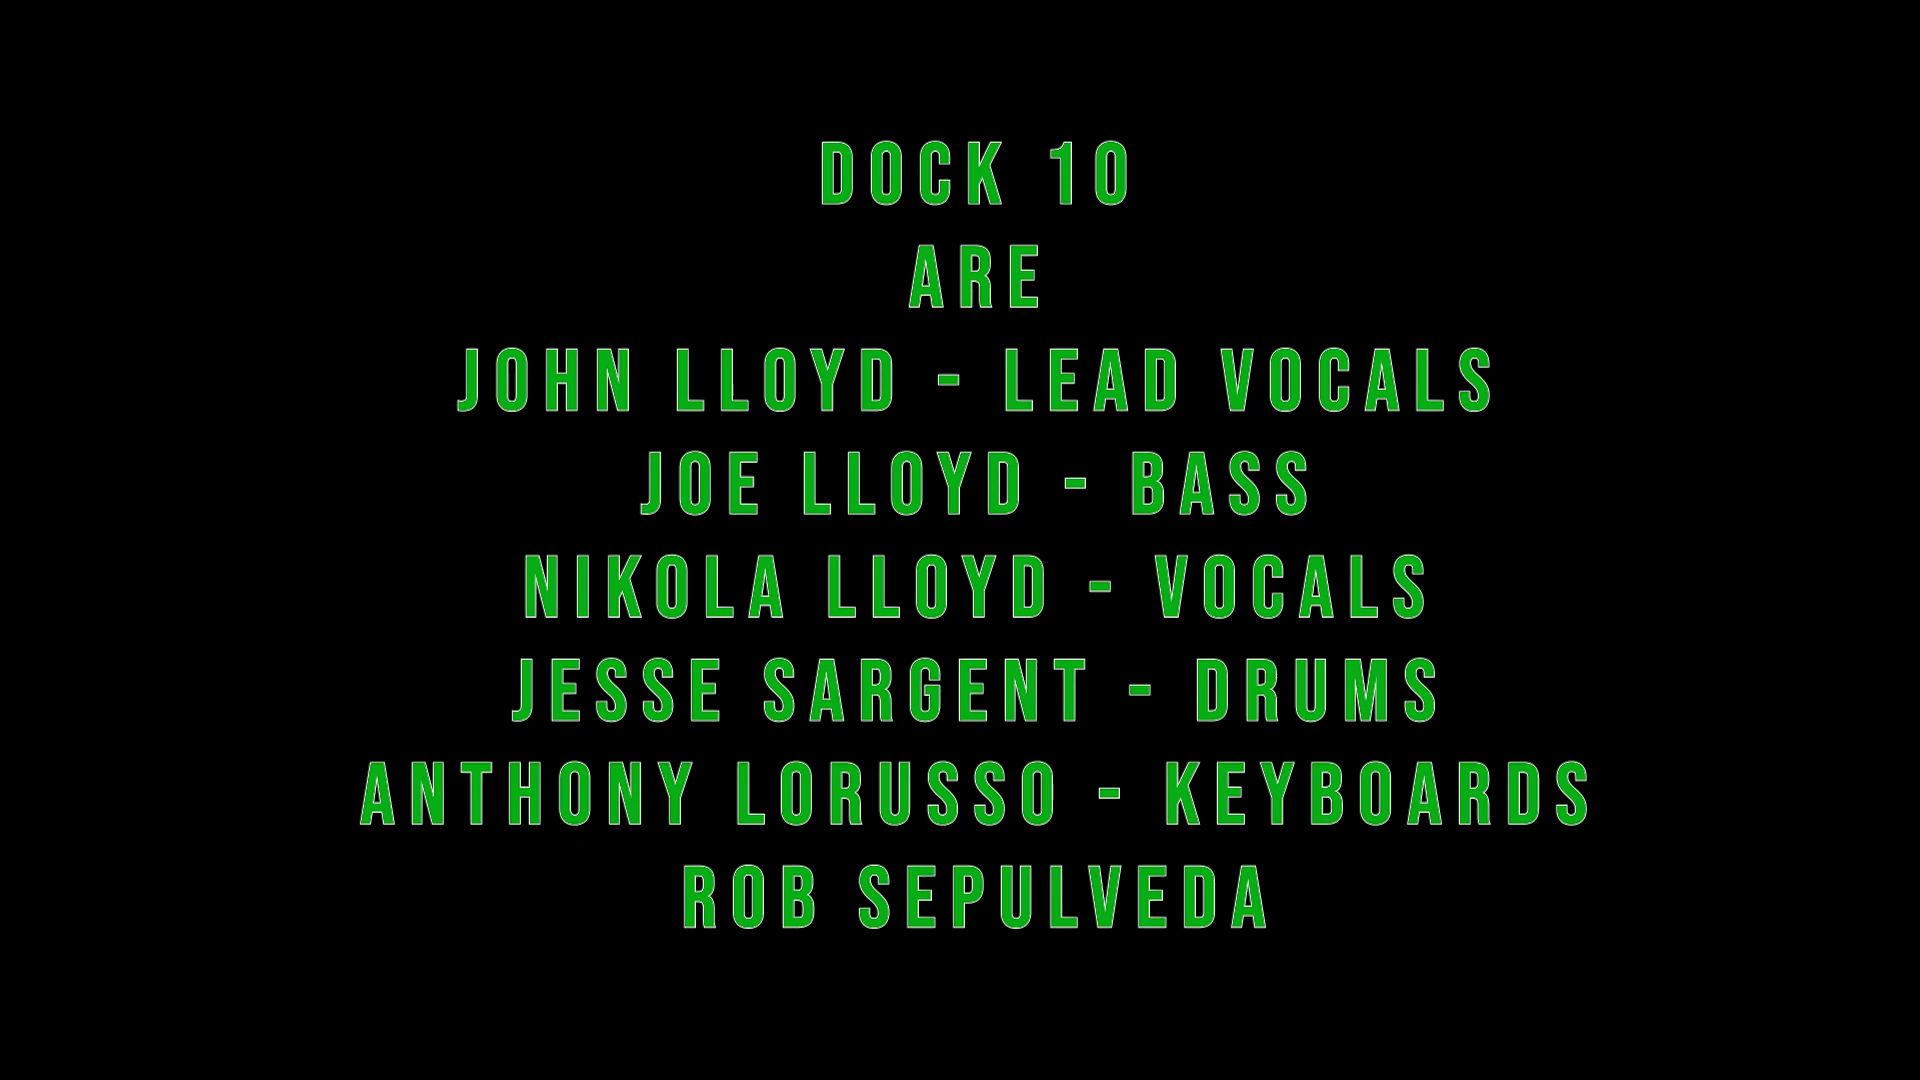 DOCK 10
ARE
JOHN LLOYD - LEAD VOCALS
JOE LLOYD - BASS
NIKOLA LLOYD - VOCALS
JESSE SARGENT - DRUMS
ANTHONY LORUSSO - KEYBOARDS
ROB SEPULVEDA